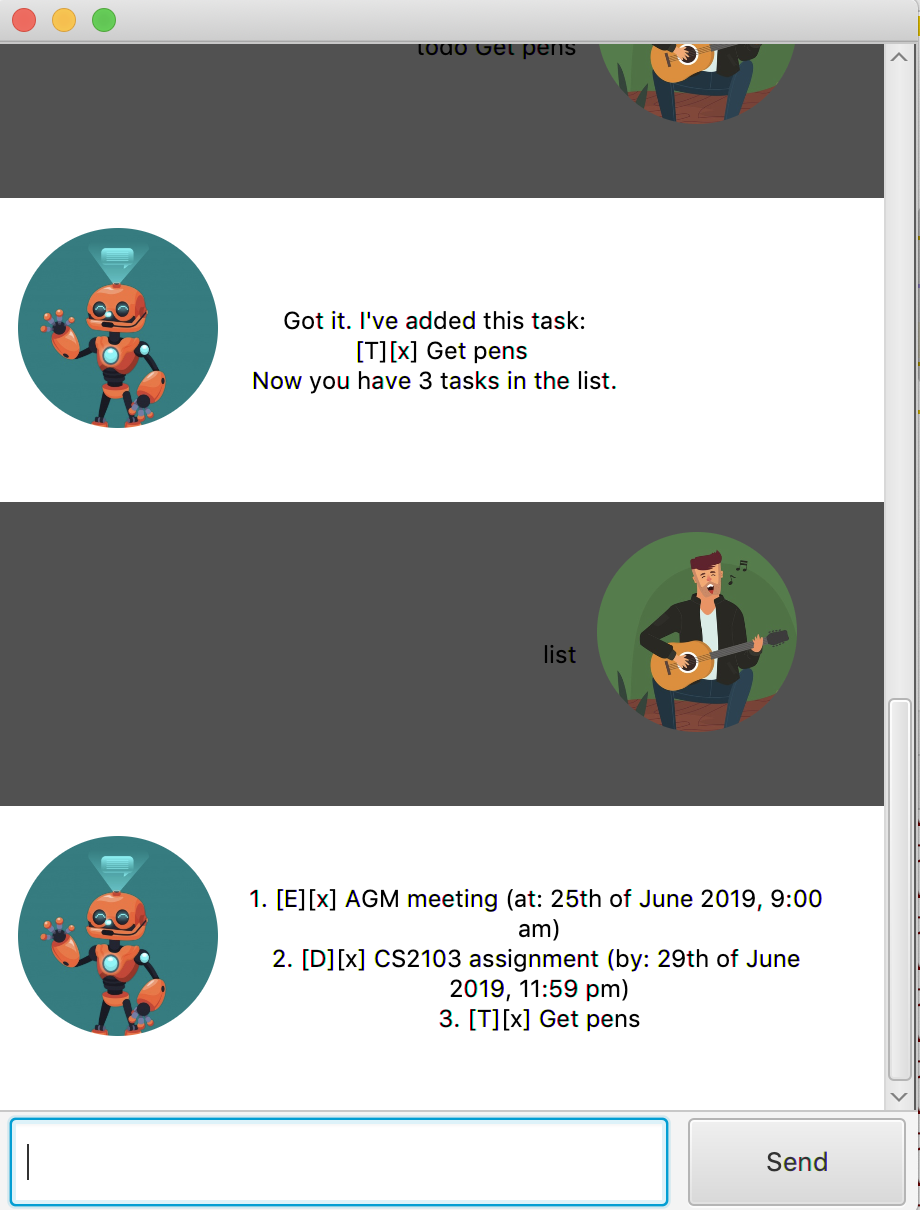 todo Get pens
Got it. I've added this task:
[T][x] Get pens
Now you have 3 tasks in the list.
list
1. [E][x] AGM meeting (at: 25th of June 2019, 9:00
am)
2. [D][x] CS2103 assignment (by: 29th of June
2019, 11:59 pm)
3. [T][x] Get pens
Send